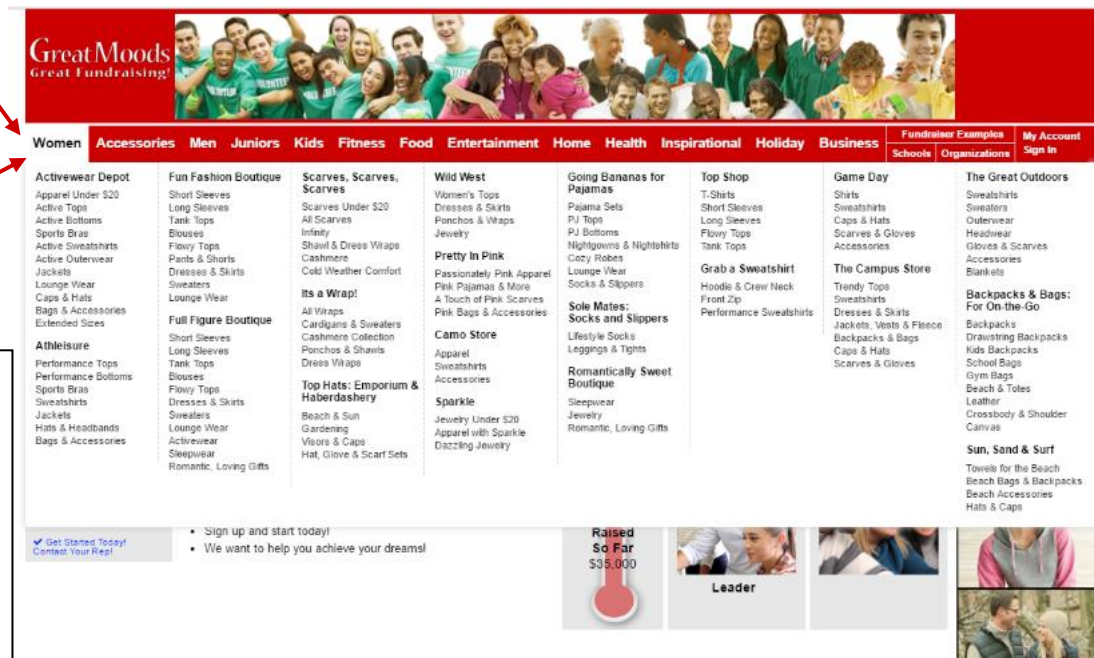 GreatMoods
Great Fundraising!
Women Accessories Men Juniors Kids Fitness Food Entertainment Home Health Inspirational Holiday Business
Fundraiser Examples
Schools Organizations
My Account
Sign In
Activewear Depot
Apparel Under $20
Active Tops
Active Bottoms
Sports Bras
Active Sweatshirts
Active Outerwear
Jackets
Lounge Wear
Caps & Hats
Bags & Accessories
Extended Sizes
Athleisure
Performance Tops
Performance Bottoms
Sports Bras
Sweatshirts
Jackets
Hats & Headbands
Bags & Accessories
Fun Fashion Boutique
Short Sleeves
Long Sleeves
Tank Tops
Blouses
Flowy Tops
Pants & Shorts
Dresses & Skirts
Sweaters
Lounge Wear
Full Figure Boutique
Short Sleeves
Long Sleeves
Tank Tops
Blouses
Flowy Tops
Dresses & Skirts
Sweaters
Lounge Wear
Activewear
Sleepwear
Romantic, Loving Gifts
Scarves, Scarves,
Scarves
Scarves Under $20
All Scarves
Infinity
Shawl & Dress Wraps
Cashmere
Cold Weather Comfort
Its a Wrap!
All Wraps
Cardigans & Sweaters
Cashmere Collection
Ponchos & Shawls
Dress Wraps
Top Hats: Emporium &
Haberdashery
Beach & Sun
Gardening
Visors & Caps
Hat, Glove & Scarf Sets
Wild West
Women's Tops
Dresses & Skirts
Ponchos & Wraps
Jewelry
Pretty In Pink
Passionately Pink Apparel
Pink Pajamas & More
A Touch of Pink Scarves
Pink Bags & Accessories
Camo Store
Apparel
Sweatshirts
Accessories
Sparkle
Jewelry Under $20
Apparel with Sparkle
Dazzling Jewelry
Going Bananas for
Pajamas
Pajama Sets
PJ Tops
PJ Bottoms
Nightgowns & Nightshirts
Cozy Robes
Lounge Wear
Socks & Slippers
Sole Mates:
Socks and Slippers
Lifestyle Socks
Leggings & Tights
Romantically Sweet
Boutique
Sleepwear
Jewelry
Romantic, Loving Gifts
Top Shop
T-Shirts
Short Sleeves
Long Sleeves
Flowy Tops
Tank Tops
Grab a Sweatshirt
Hoodie & Crew Neck
Front Zip
Performance Sweatshirts
Game Day
Shirts
Sweatshirts
Caps & Hats
Scarves & Gloves
Accessories
The Campus Store
Trendy Tops
Sweatshirts
Dresses & Skirts
Jackets, Vests & Fleece
Backpacks & Bags
Caps & Hats
Scarves & Gloves
The Great Outdoors
Sweatshirts
Sweaters
Outerwear
Headwear
Gloves & Scarves
Accessories
Blankets
Backpacks & Bags:
For On-the-Go
Backpacks
Drawstring Backpacks
Kids Backpacks
School Bags
Gym Bags
Beach & Totes
Leather
Crossbody & Shoulder
Canvas
Sun, Sand & Surf
Towels for the Beach
Beach Bags & Backpacks
Beach Accessories
Hats & Caps
✔ Get Started Today!
Contact Your Rep!
• Sign up and start today!
• We want to help you achieve your dreams!
Raised
So Far
$35,000
Leader